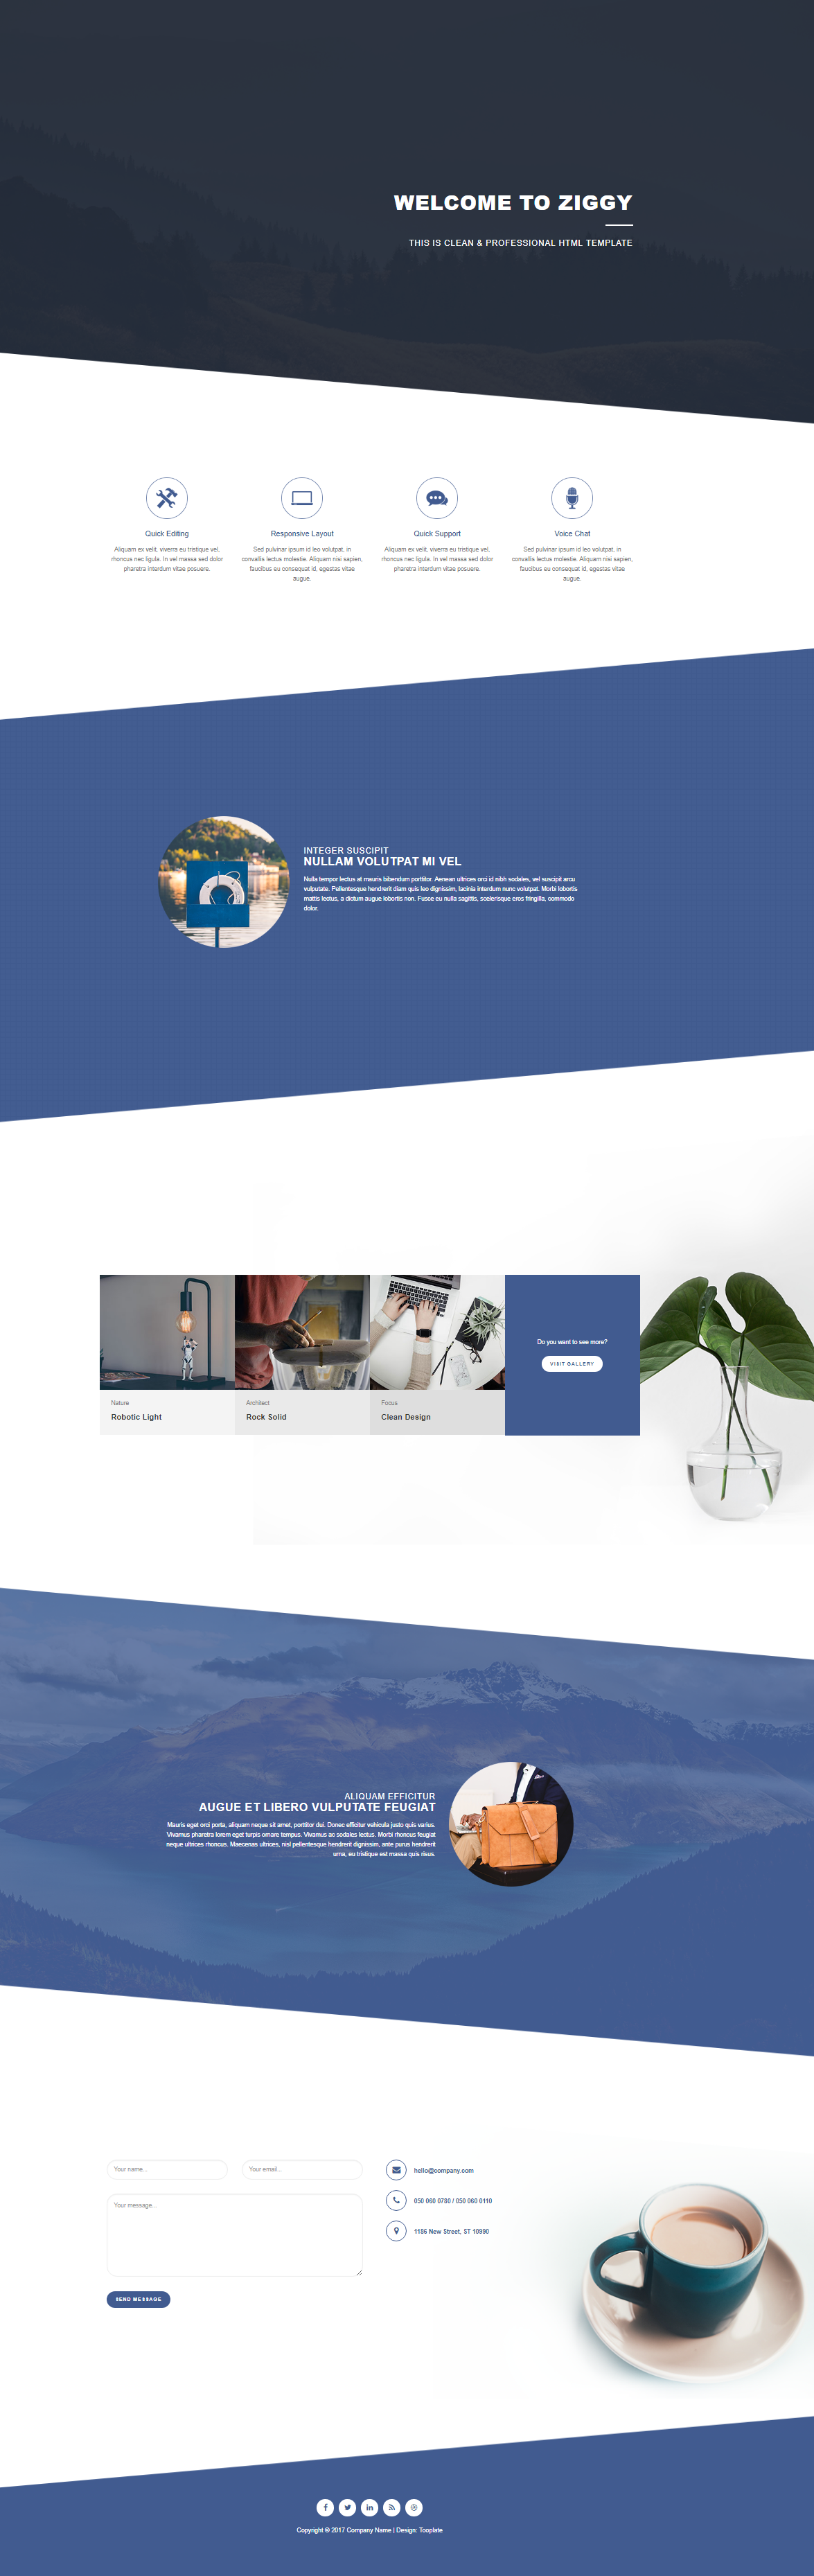 WELCOME TO ZIGGY
THIS IS CLEAN & PROFESSIONAL HTML TEMPLATE
Quick Editing
Aliquam ex velit, viverra eu tristique vel,
rhoncus nec ligula. In vel massa sed dolor
pharetra interdum vitae posuere.
Responsive Layout
Sed pulvinar ipsum id leo volutpat, in
convallis lectus molestie. Aliquam nisi sapien,
faucibus eu consequat id, egestas vitae
augue.
Quick Support
Aliquam ex velit, viverra eu tristique vel,
rhoncus nec ligula. In vel massa sed dolor
pharetra interdum vitae posuere.
Voice Chat
Sed pulvinar ipsum id leo volutpat, in
convallis lectus molestie. Aliquam nisi sapien,
faucibus eu consequat id, egestas vitae
augue.
INTEGER SUSCIPIT
NULLAM VOLUTPAT MI VEL
Nulla tempor lectus at mauris bibendum porttitor. Aenean ultrices orci id nibh sodales, vel suscipit arcu
vulputate. Pellentesque hendrerit diam quis leo dignissim, lacinia interdum nunc volutpat. Morbi lobortis
mattis lectus, a dictum augue lobortis non. Fusce eu nulla sagittis, scelerisque eros fringilla, commodo
dolor.
Nature
Robotic Light
Architect
Rock Solid
Focus
Clean Design
Do you want to see more?
VISIT GALLERY
ALIQUAM EFFICITUR
AUGUE ET LIBERO VULPUTATE FEUGIAT
Mauris eget orci porta, aliquam neque sit amet, porttitor dui. Donec efficitur vehicula justo quis varius.
Vivamus pharetra lorem eget turpis ornare tempus. Vivamus ac sodales lectus. Morbi rhoncus feugiat
neque ultrices rhoncus. Maecenas ultrices, nisl pellentesque hendrerit dignissim, ante purus hendrerit
urna, eu tristique est massa quis risus.
Your name...
Your email...
Your message...
SEND MESSAGE
hello@company.com
050 060 0780 / 050 060 0110
1186 New Street, ST 10990
Copyright © 2017 Company Name | Design: Tooplate